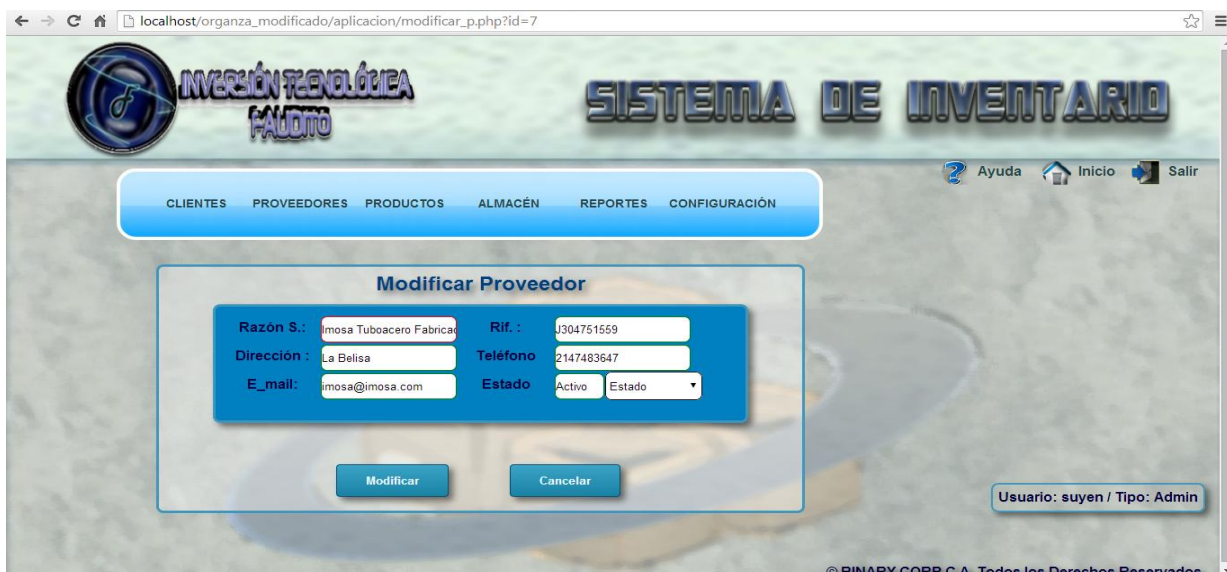 localhost/organza_modificado/aplicacion/modificar_p.php?id=7
INVERSIÓN TECNOLÓGICA
FAUDITO
SISTEMA DE INVENTARIO
Ayuda Inicio Salir
CLIENTES PROVEEDORES PRODUCTOS ALMACÉN REPORTES CONFIGURACIÓN
Modificar Proveedor
Razón S.: Imosa Tuboacero Fabricac Rif. : J304751559
Dirección : La Belisa Teléfono 2147483647
E_mail: imosa@imosa.com Estado Activo Estado
Modificar Cancelar
Usuario: suyen / Tipo: Admin
© BINARY CORP C.A. Todos los Derechos Reservados